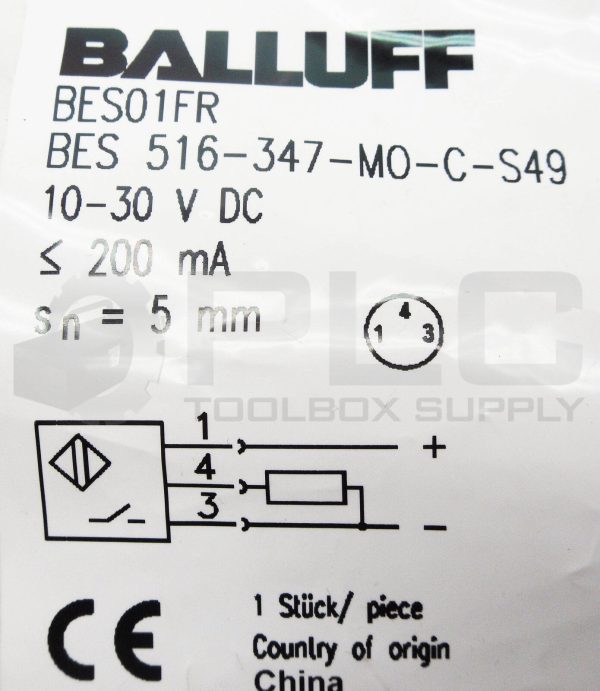 BALLUFF
BES01FR
BES 516-347-MO-C-S49
10-30 V DC
≤ 200 mA
sn = 5 mm
4
1 3
PLC
TOOLBOX SUPPLY
1 +
4
3 -
CE
1 Stück/ piece
Country of origin
China